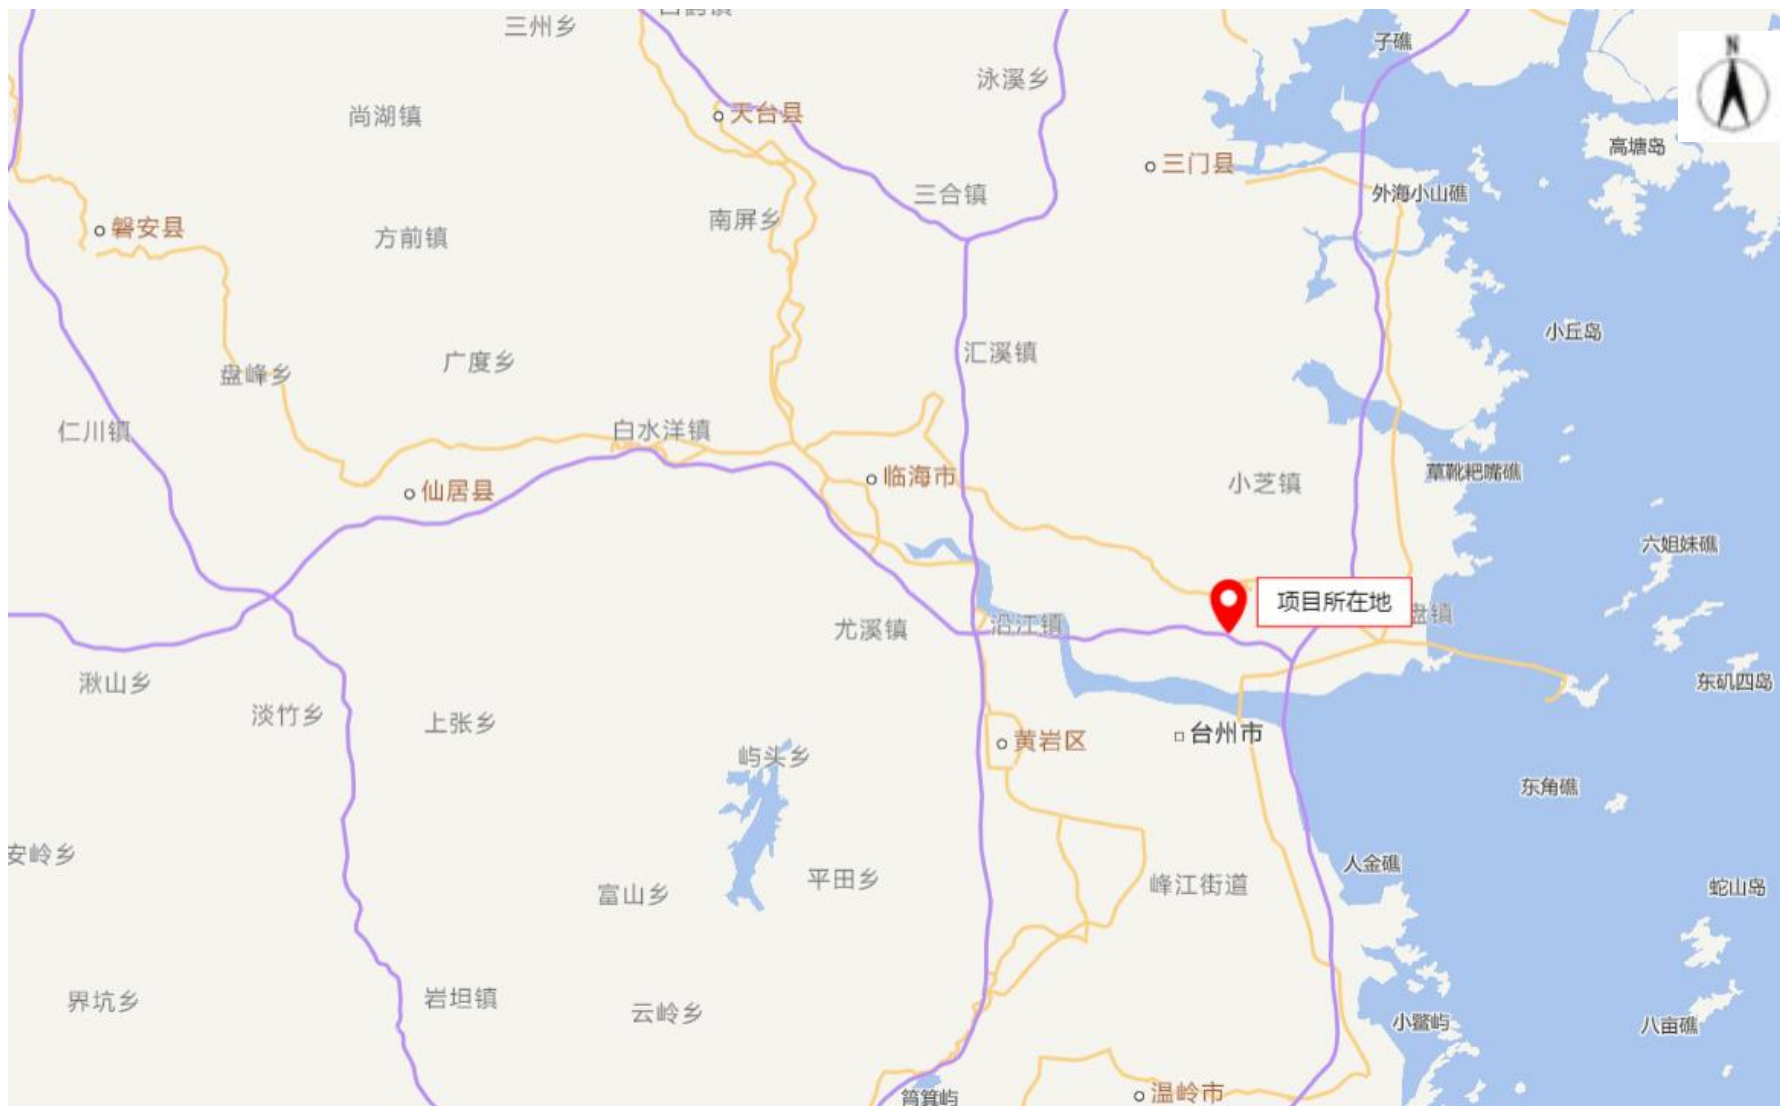 三州乡
子礁
N
泳溪乡
天台县
尚湖镇
高塘岛
三门县
外海小山礁
三合镇
南屏乡
磐安县
方前镇
小丘岛
汇溪镇
广度乡
盘峰乡
仁川镇
白水洋镇
草靴耙嘴礁
临海市
小芝镇
仙居县
六姐妹礁
项目所在地
盘镇
沿江镇
尤溪镇
湫山乡
东矶四岛
淡竹乡
上张乡
台州市
黄岩区
屿头乡
东角礁
安岭乡
人金礁
平田乡
峰江街道
蛇山岛
富山乡
界坑乡
岩坦镇
云岭乡
小鳘屿
八亩礁
温岭市
筲箕屿